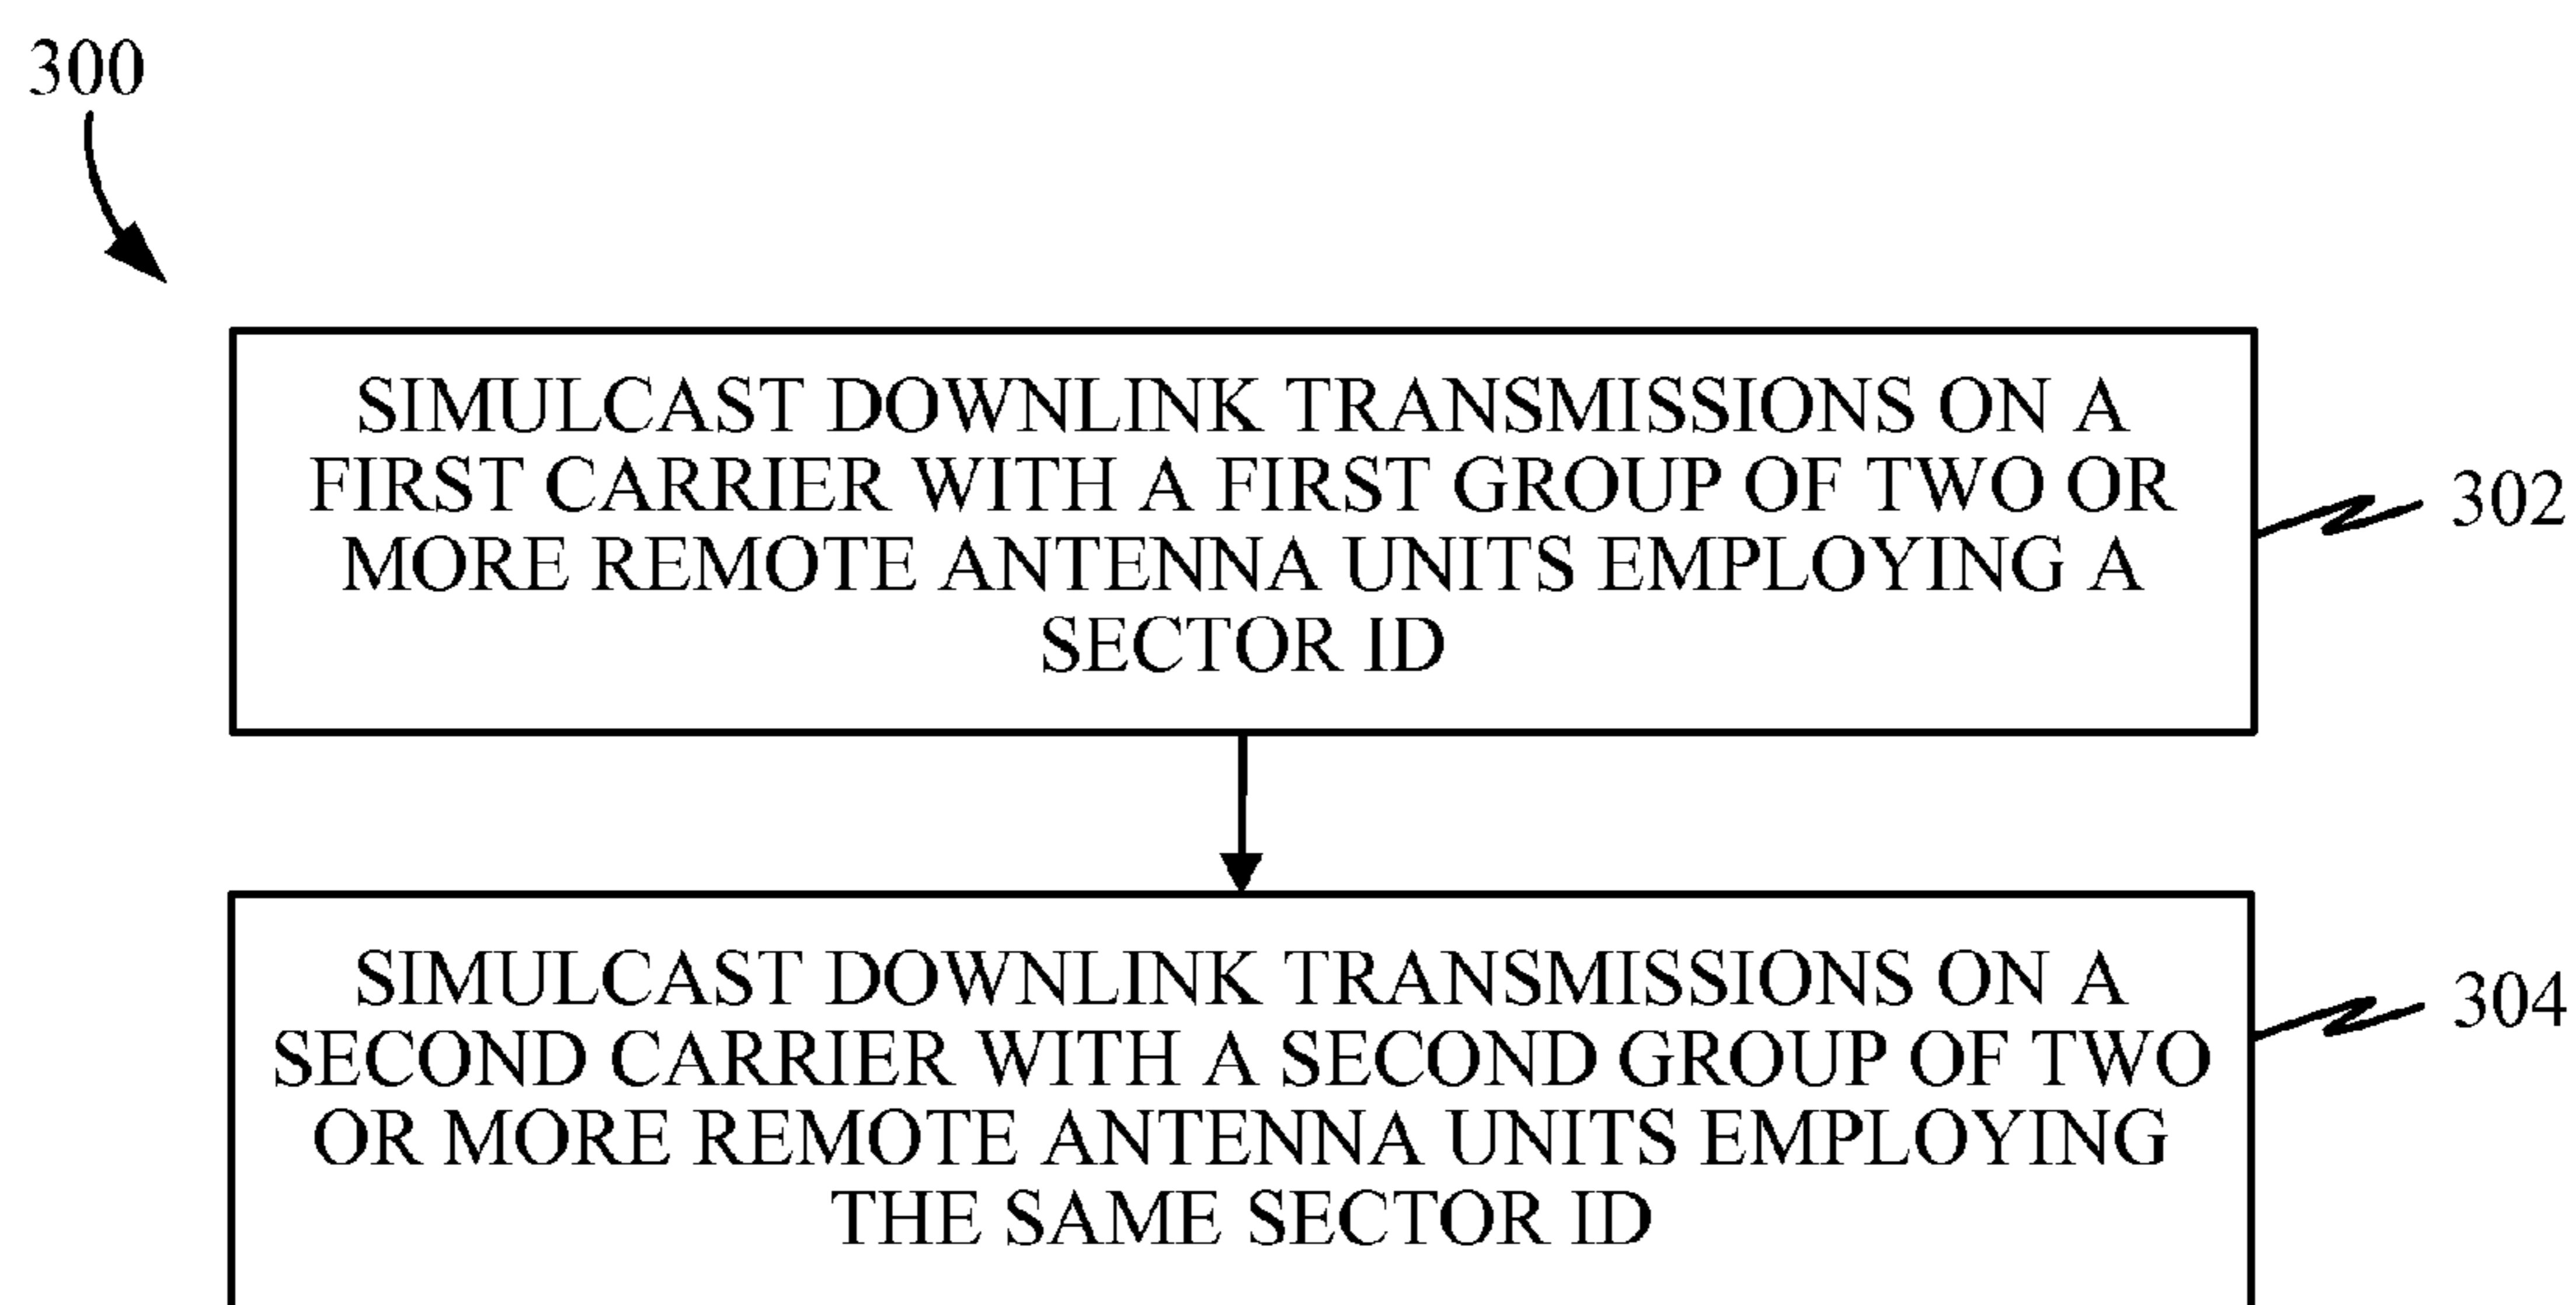 300
SIMULCAST DOWNLINK TRANSMISSIONS ON A
FIRST CARRIER WITH A FIRST GROUP OF TWO OR
MORE REMOTE ANTENNA UNITS EMPLOYING A
SECTOR ID
302
SIMULCAST DOWNLINK TRANSMISSIONS ON A
SECOND CARRIER WITH A SECOND GROUP OF TWO
OR MORE REMOTE ANTENNA UNITS EMPLOYING
THE SAME SECTOR ID
304